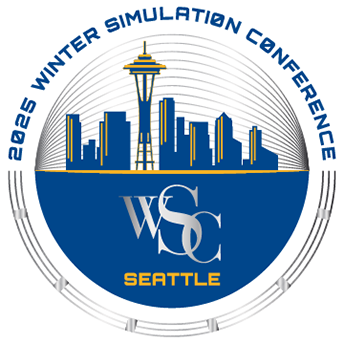 2025 WINTER SIMULATION CONFERENCE
WSC
SEATTLE